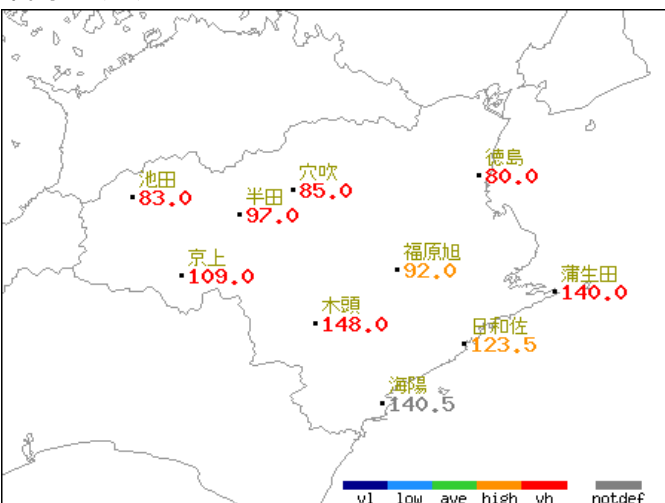 徳島
80.0
穴吹
85.0
池田
83.0
半田
97.0
福原旭
92.0
京上
109.0
蒲生田
140.0
木頭
148.0
日和佐
123.5
海陽
140.5
vl low ave high vh notdef